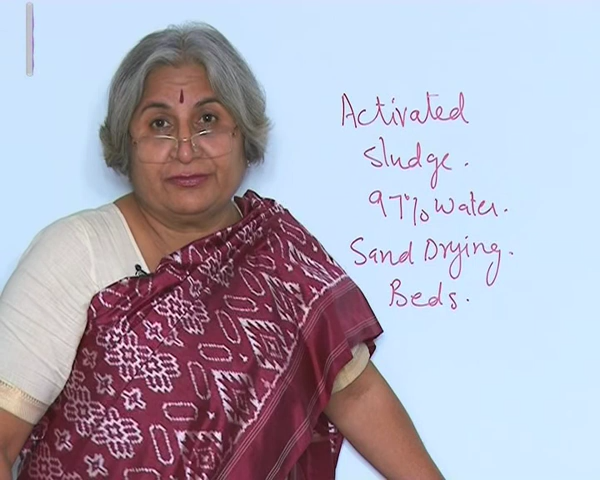 Activated
Sludge.
97% water.
Sand Drying.
Beds.